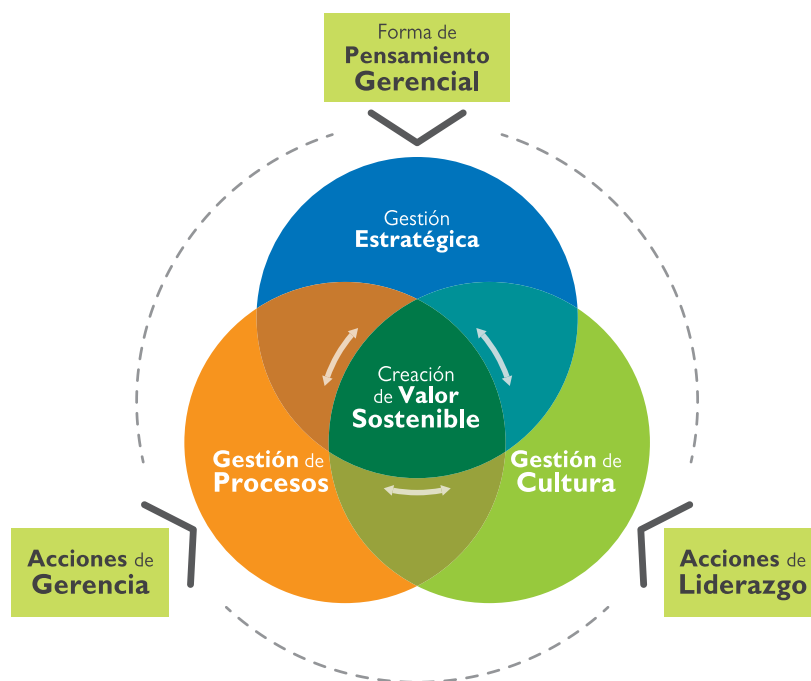 Forma de
Pensamiento
Gerencial
Gestión
Estratégica
Creación
de Valor
Sostenible
Gestión de
Procesos
Gestión de
Cultura
Acciones de
Gerencia
Acciones de
Liderazgo